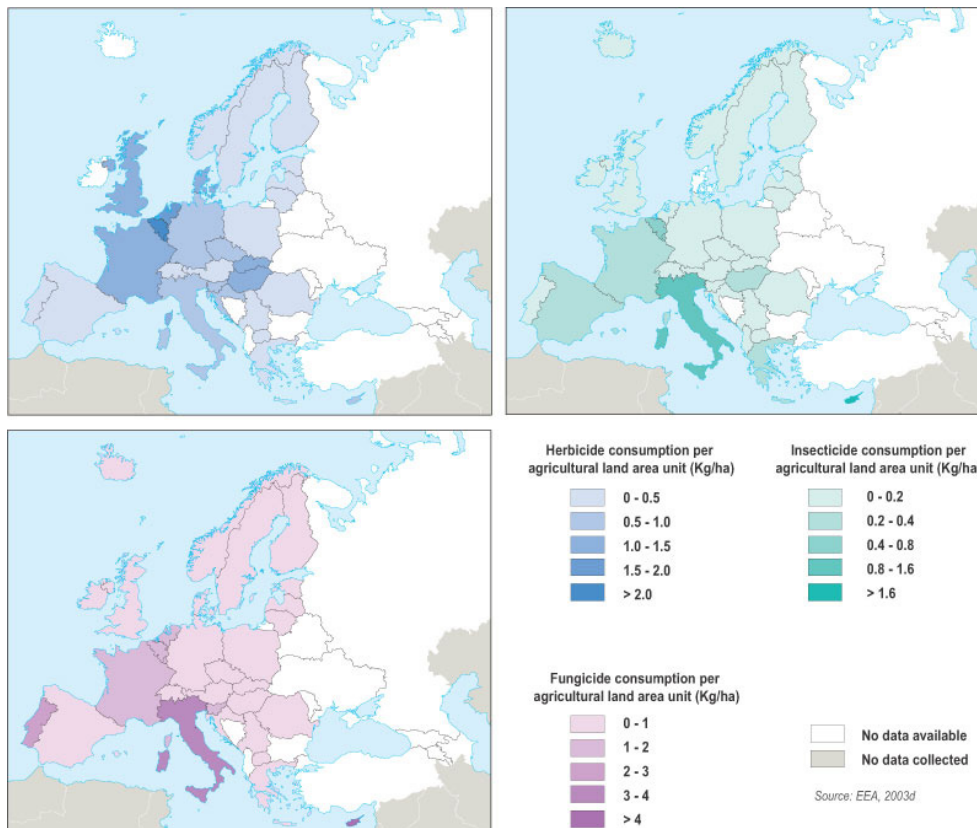 Herbicide consumption per
agricultural land area unit (Kg/ha)
0 - 0.5
0.5 - 1.0
1.0 - 1.5
1.5 - 2.0
> 2.0
Insecticide consumption per
agricultural land area unit (Kg/ha
0 - 0.2
0.2 - 0.4
0.4 - 0.8
0.8 - 1.6
> 1.6
Fungicide consumption per
agricultural land area unit (Kg/ha)
0 - 1
1 - 2
2 - 3
3 - 4
> 4
No data available
No data collected
Source: EEA, 2003d